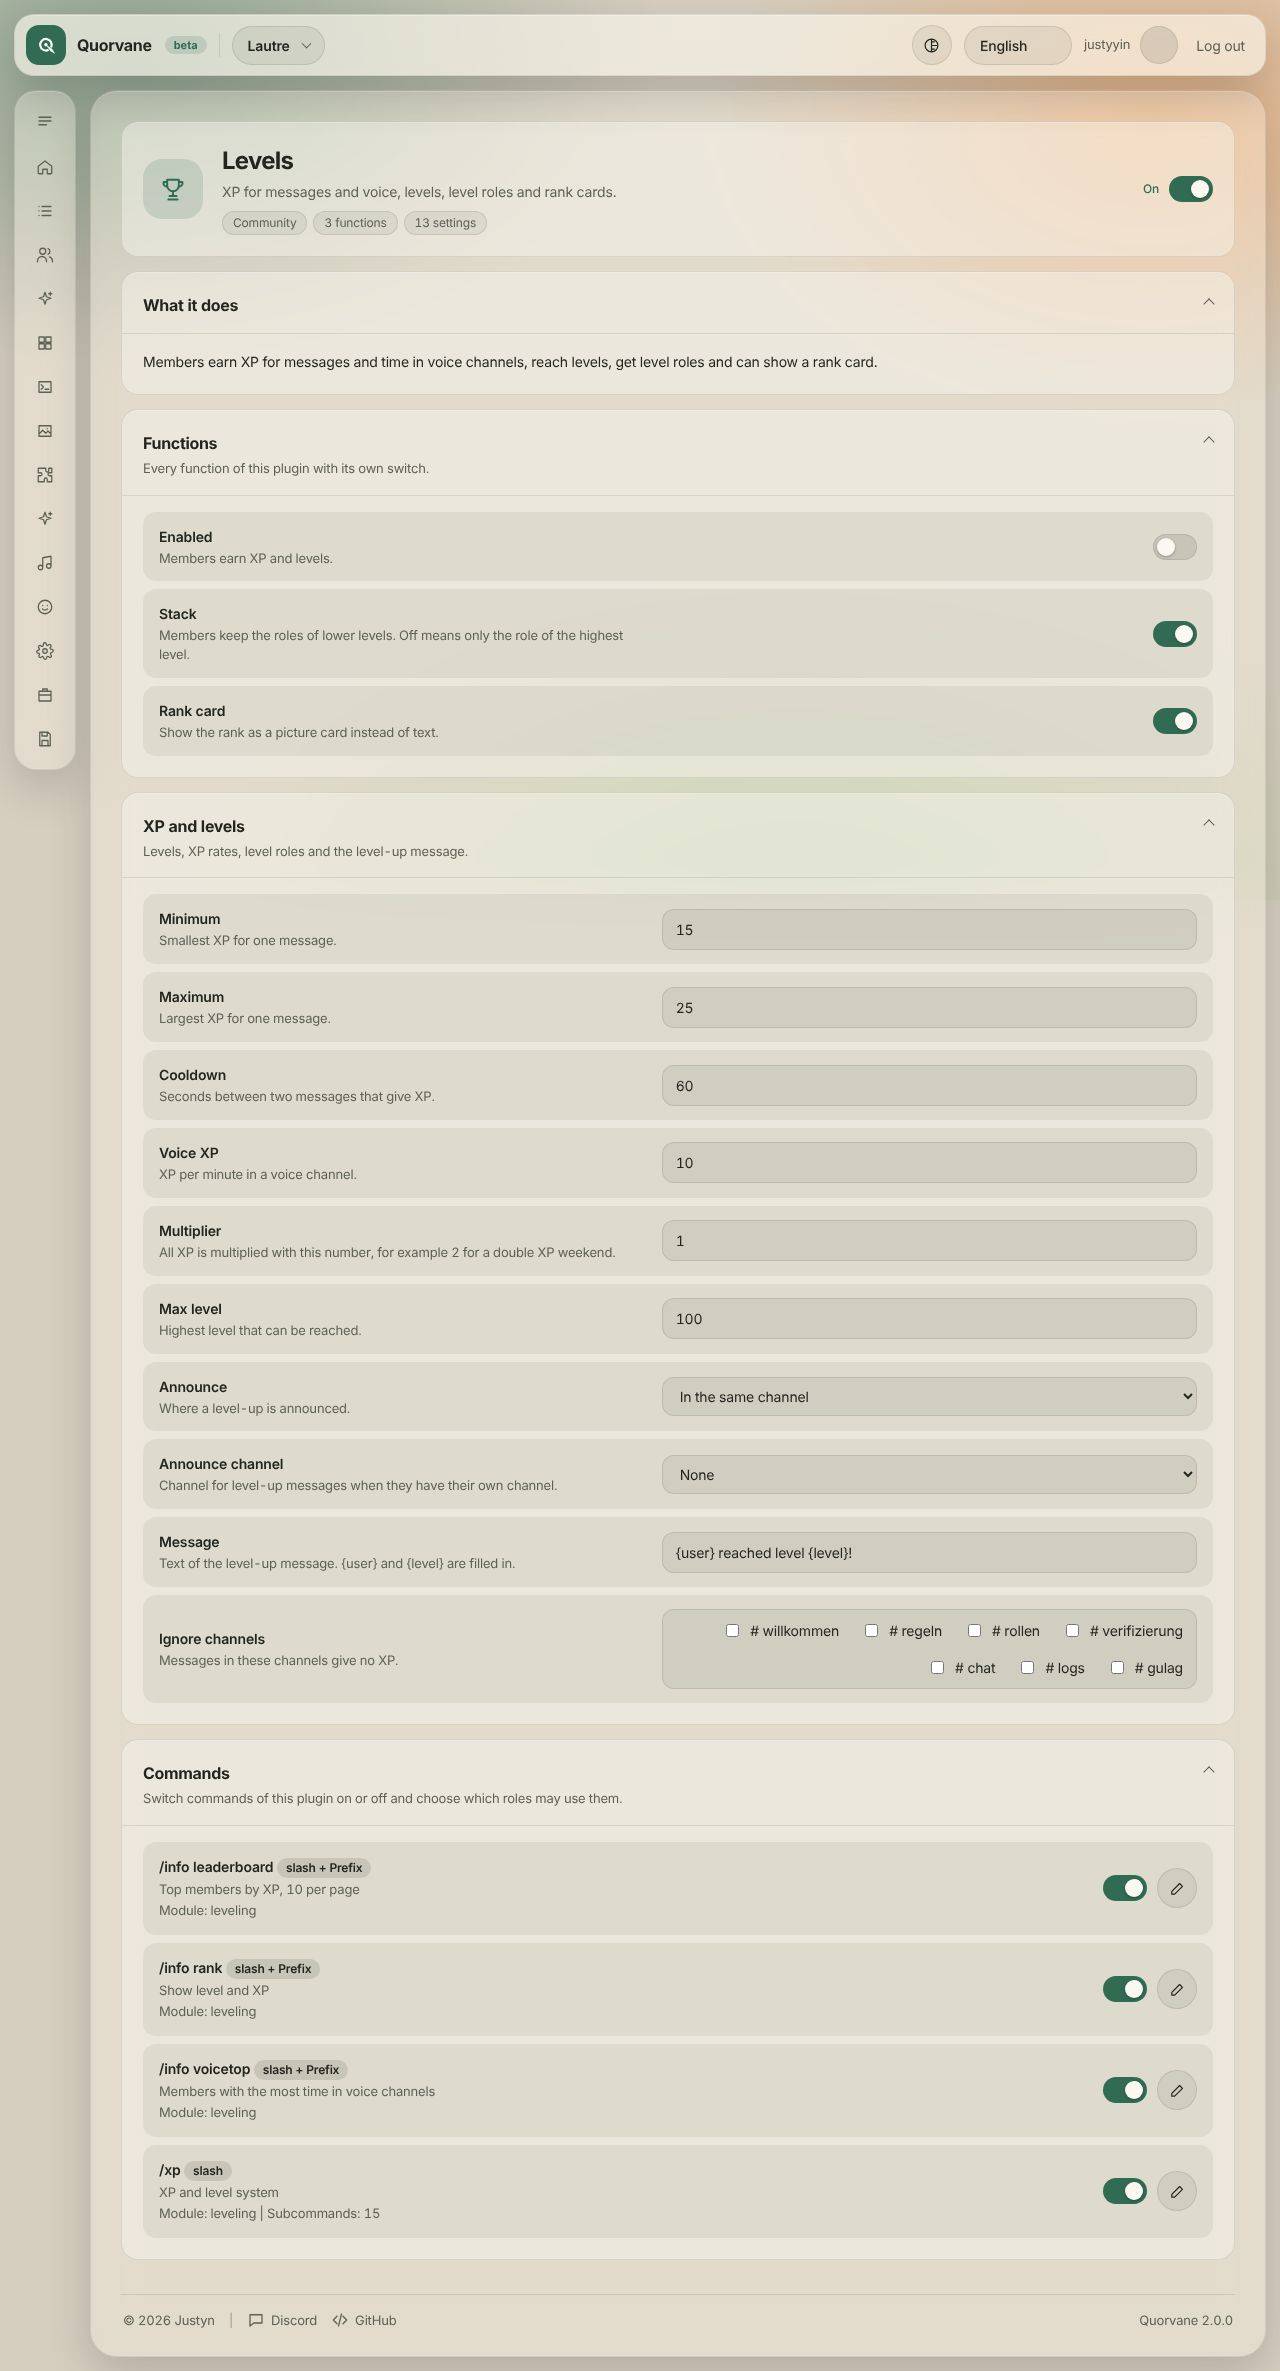 Quorvane beta Lautre English justyyin Log out
Levels
XP for messages and voice, levels, level roles and rank cards.
Community 3 functions 13 settings
On
What it does
Members earn XP for messages and time in voice channels, reach levels, get level roles and can show a rank card.
Functions
Every function of this plugin with its own switch.
Enabled
Members earn XP and levels.
Stack
Members keep the roles of lower levels. Off means only the role of the highest
level.
Rank card
Show the rank as a picture card instead of text.
XP and levels
Levels, XP rates, level roles and the level-up message.
Minimum
Smallest XP for one message.
15
Maximum
Largest XP for one message.
25
Cooldown
Seconds between two messages that give XP.
60
Voice XP
XP per minute in a voice channel.
10
Multiplier
All XP is multiplied with this number, for example 2 for a double XP weekend.
1
Max level
Highest level that can be reached.
100
Announce
Where a level-up is announced.
In the same channel
Announce channel
Channel for level-up messages when they have their own channel.
None
Message
Text of the level-up message. {user} and {level} are filled in.
{user} reached level {level}!
Ignore channels
Messages in these channels give no XP.
# willkommen # regeln # rollen # verifizierung
# chat # logs # gulag
Commands
Switch commands of this plugin on or off and choose which roles may use them.
/info leaderboard slash + Prefix
Top members by XP, 10 per page
Module: leveling
/info rank slash + Prefix
Show level and XP
Module: leveling
/info voicetop slash + Prefix
Members with the most time in voice channels
Module: leveling
/xp slash
XP and level system
Module: leveling | Subcommands: 15
© 2026 Justyn | Discord GitHub Quorvane 2.0.0